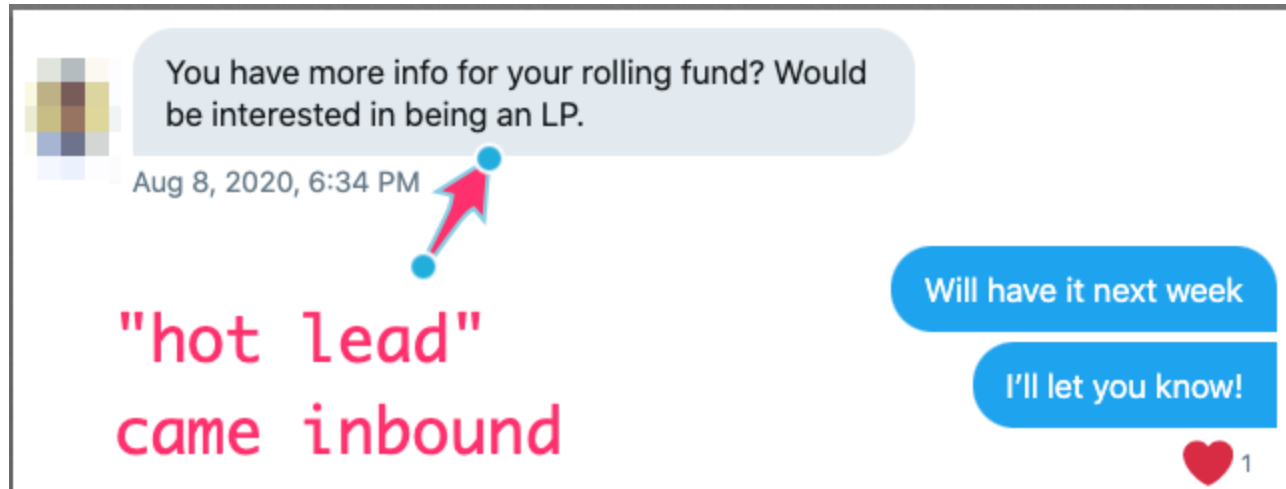 You have more info for your rolling fund? Would
be interested in being an LP.
Aug 8, 2020, 6:34 PM
Will have it next week
"hot lead"
I’ll let you know!
came inbound
1